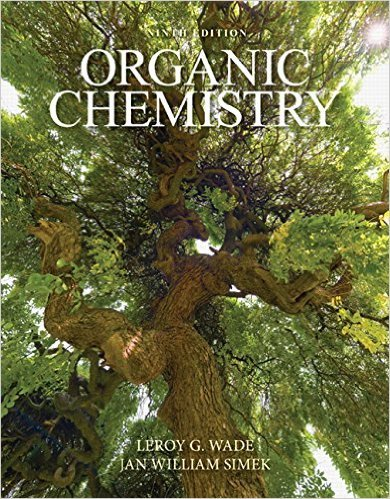 NINTH EDITION
ORGANIC
CHEMISTRY
LEROY G. WADE
JAN WILLIAM SIMEK